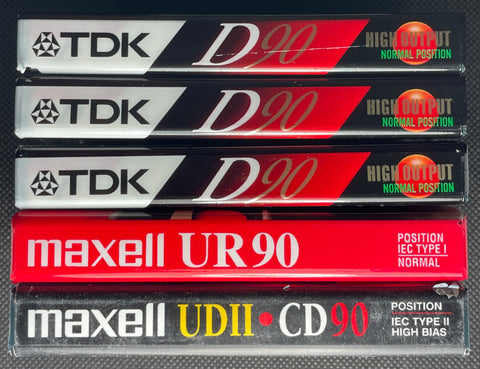 TDK D90 HIGH OUTPUT
NORMAL POSITION
TDK D90 HIGH OUTPUT
NORMAL POSITION
TDK D90 HIGH OUTPUT
NORMAL POSITION
maxell UR 90 POSITION
IEC TYPE I
NORMAL
maxell UDII • CD 90 POSITION
IEC TYPE II
HIGH BIAS